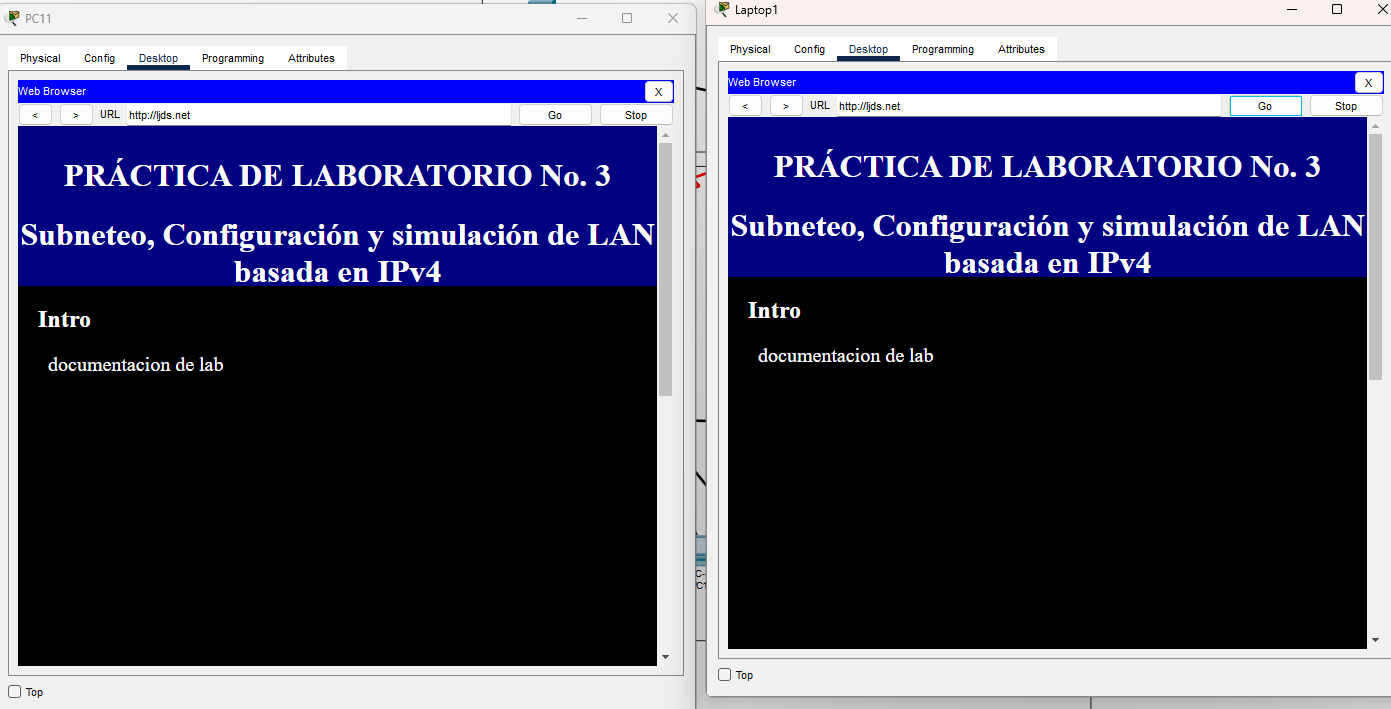 PC11
Physical Config Desktop Programming Attributes
Web Browser X
< > URL http://ljds.net Go Stop
PRÁCTICA DE LABORATORIO No. 3
Subneteo, Configuración y simulación de LAN
basada en IPv4
Intro
documentacion de lab
Top
Laptop1
Physical Config Desktop Programming Attributes
Web Browser X
< > URL http://ljds.net Go Stop
PRÁCTICA DE LABORATORIO No. 3
Subneteo, Configuración y simulación de LAN
basada en IPv4
Intro
documentacion de lab
Top